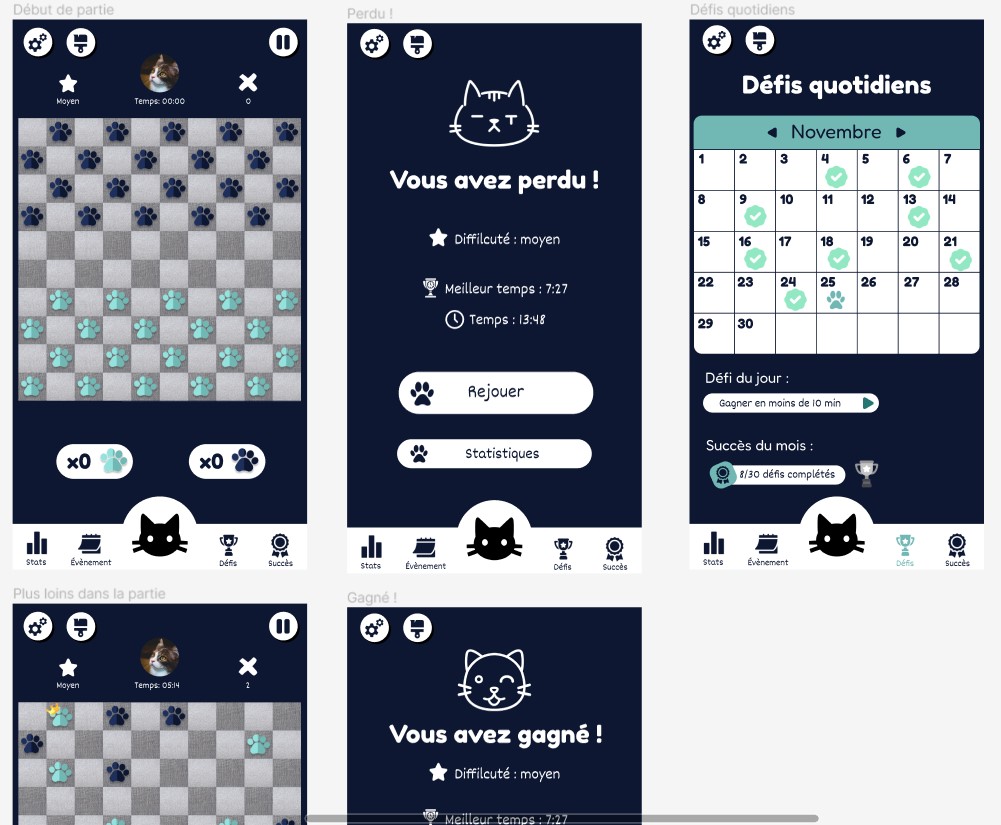 Début de partie
Moyen
Temps: 00:00
0
x0
x0
Stats
Évènement
Défis
Succès
Perdu !
Vous avez perdu !
Diffilcuté : moyen
Meilleur temps : 7:27
Temps : 13:48
Rejouer
Statistiques
Stats
Évènement
Défis
Succès
Défis quotidiens
Défis quotidiens
Novembre
1 2 3 4 5 6 7
8 9 10 11 12 13 14
15 16 17 18 19 20 21
22 23 24 25 26 27 28
29 30
Défi du jour :
Gagner en moins de 10 min
Succès du mois :
8/30 défis complétés
Stats
Évènement
Défis
Succès
Plus loins dans la partie
Moyen
Temps: 05:14
2
Gagné !
Vous avez gagné !
Diffilcuté : moyen
Meilleur temps : 7:27